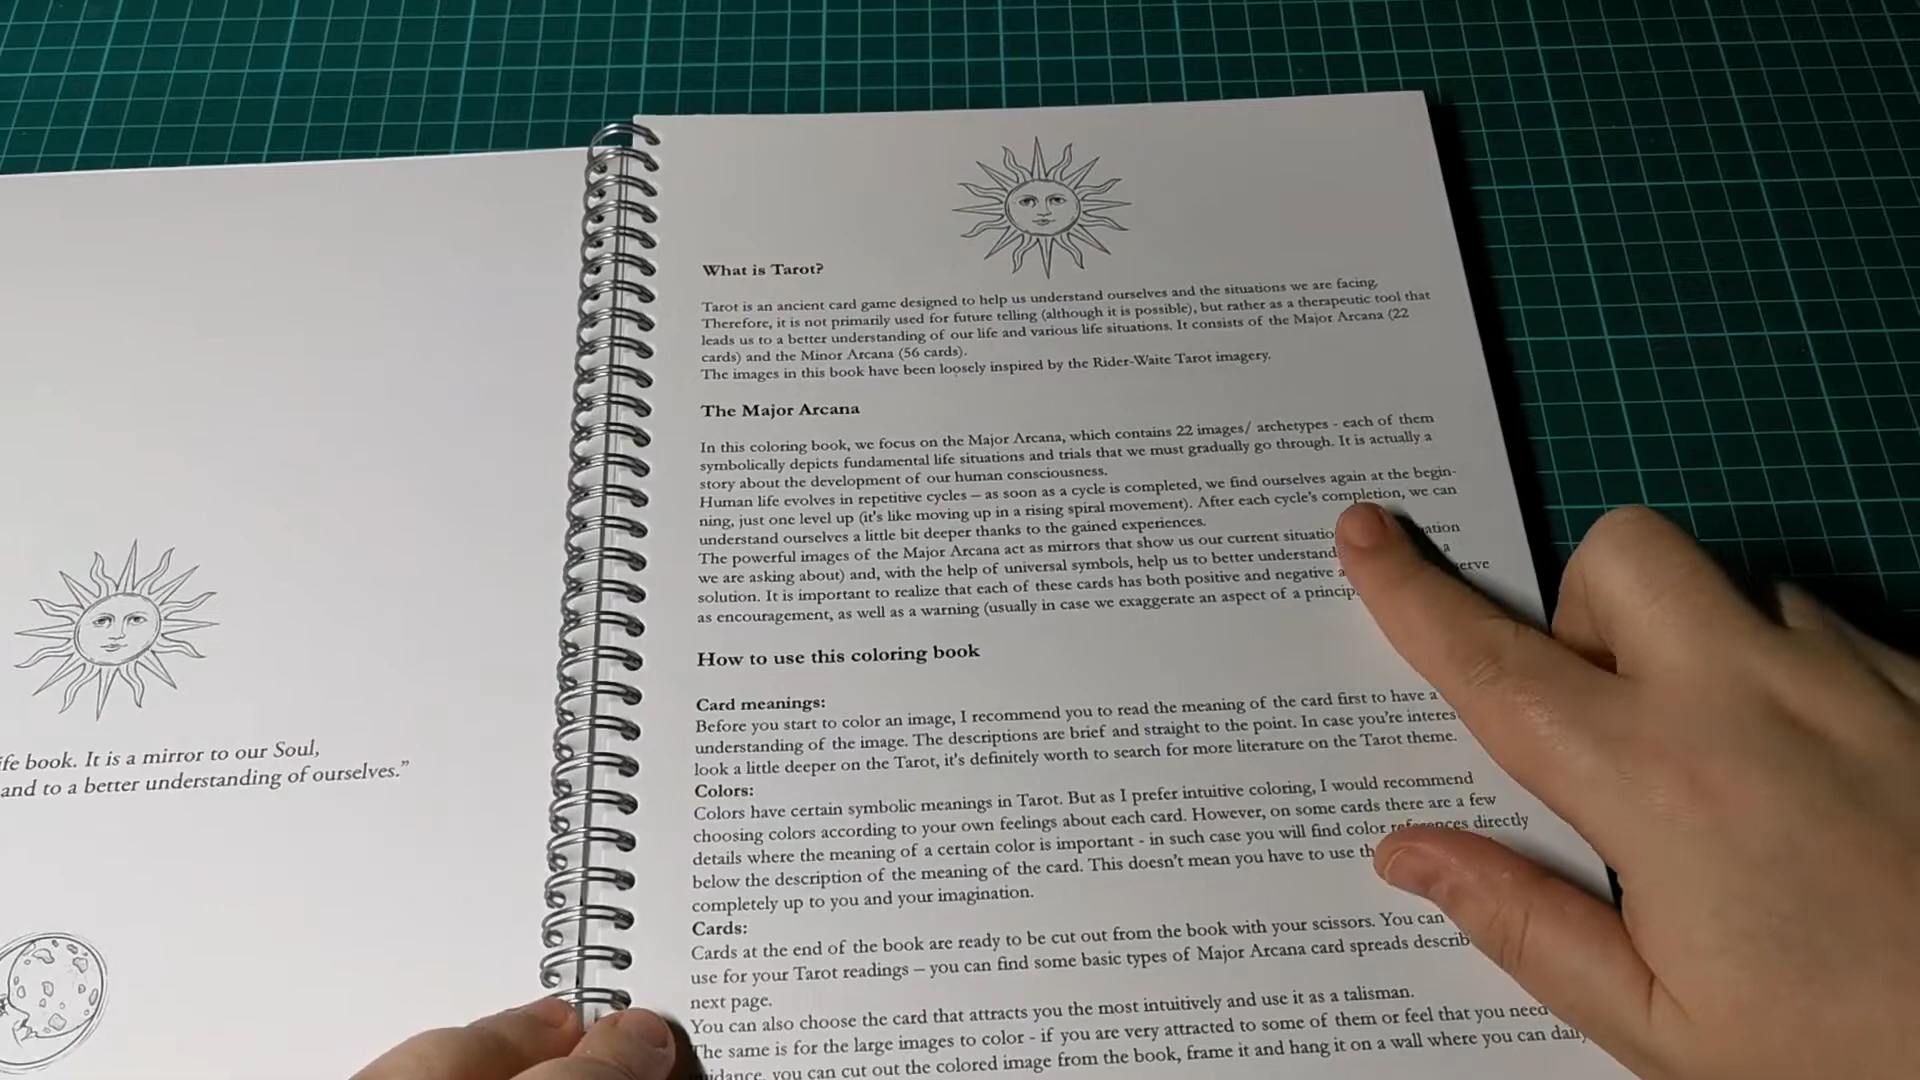 ife book. It is a mirror to our Soul,
and to a better understanding of ourselves.”
What is Tarot?
Tarot is an ancient card game designed to help us understand ourselves and the situations we are facing.
Therefore, it is not primarily used for future telling (although it is possible), but rather as a therapeutic tool that
leads us to a better understanding of our life and various life situations. It consists of the Major Arcana (22
cards) and the Minor Arcana (56 cards).
The images in this book have been loosely inspired by the Rider-Waite Tarot imagery.
The Major Arcana
In this coloring book, we focus on the Major Arcana, which contains 22 images/ archetypes - each of them
symbolically depicts fundamental life situations and trials that we must gradually go through. It is actually a
story about the development of our human consciousness.
Human life evolves in repetitive cycles – as soon as a cycle is completed, we find ourselves again at the begin-
ning, just one level up (it's like moving up in a rising spiral movement). After each cycle's completion, we can
understand ourselves a little bit deeper thanks to the gained experiences.
The powerful images of the Major Arcana act as mirrors that show us our current situatio ation
we are asking about) and, with the help of universal symbols, help us to better understand a
solution. It is important to realize that each of these cards has both positive and negative a erve
as encouragement, as well as a warning (usually in case we exaggerate an aspect of a princip
How to use this coloring book
Card meanings:
Before you start to color an image, I recommend you to read the meaning of the card first to have a
understanding of the image. The descriptions are brief and straight to the point. In case you're interes
look a little deeper on the Tarot, it's definitely worth to search for more literature on the Tarot theme.
Colors:
Colors have certain symbolic meanings in Tarot. But as I prefer intuitive coloring, I would recommend
choosing colors according to your own feelings about each card. However, on some cards there are a few
details where the meaning of a certain color is important - in such case you will find color references directly
below the description of the meaning of the card. This doesn't mean you have to use th
completely up to you and your imagination.
Cards:
Cards at the end of the book are ready to be cut out from the book with your scissors. You can
use for your Tarot readings – you can find some basic types of Major Arcana card spreads describ
next page.
You can also choose the card that attracts you the most intuitively and use it as a talisman.
The same is for the large images to color - if you are very attracted to some of them or feel that you need
uidance, you can cut out the colored image from the book, frame it and hang it on a wall where you can dail